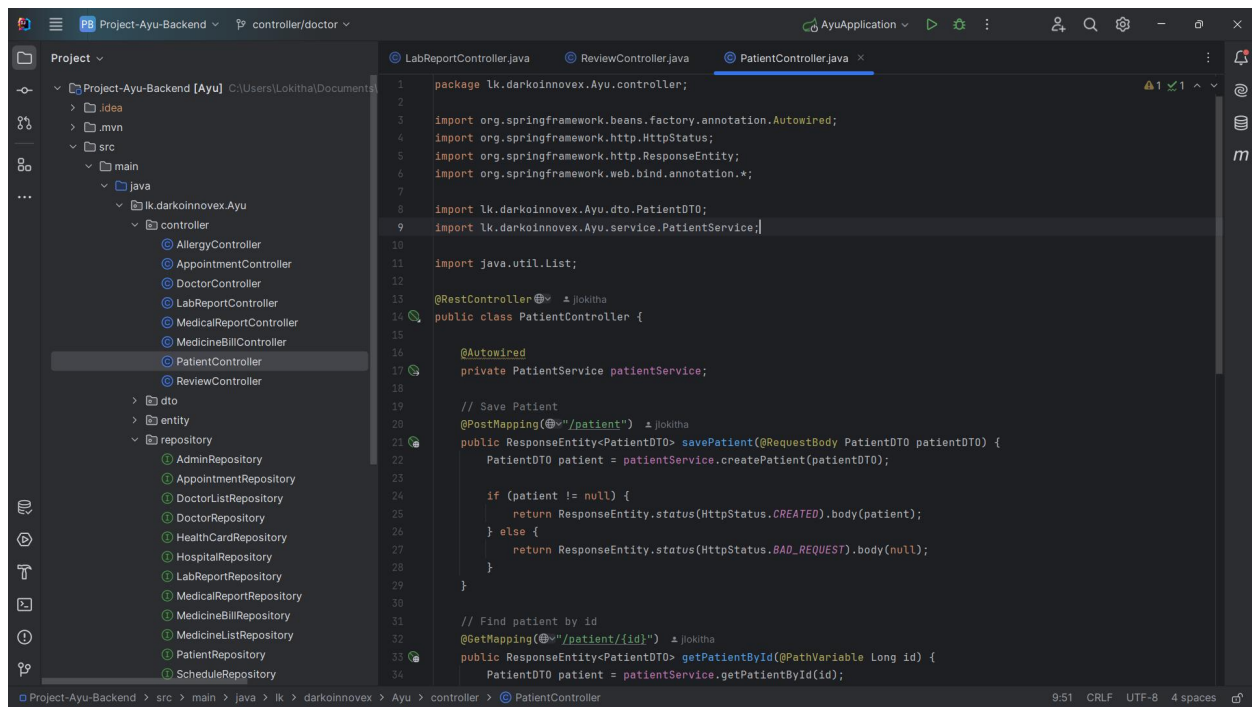 PB Project-Ayu-Backend controller/doctor AyuApplication
Project
Project-Ayu-Backend [Ayu] C:\Users\Lokitha\Documents\
.idea
.mvn
src
main
java
lk.darkoinnovex.Ayu
controller
AllergyController
AppointmentController
DoctorController
LabReportController
MedicalReportController
MedicineBillController
PatientController
ReviewController
dto
entity
repository
AdminRepository
AppointmentRepository
DoctorListRepository
DoctorRepository
HealthCardRepository
HospitalRepository
LabReportRepository
MedicalReportRepository
MedicineBillRepository
MedicineListRepository
PatientRepository
ScheduleRepository
LabReportController.java ReviewController.java PatientController.java
1 package lk.darkoinnovex.Ayu.controller; 1 1
2
3 import org.springframework.beans.factory.annotation.Autowired;
4 import org.springframework.http.HttpStatus;
5 import org.springframework.http.ResponseEntity;
6 import org.springframework.web.bind.annotation.*;
7
8 import lk.darkoinnovex.Ayu.dto.PatientDTO;
9 import lk.darkoinnovex.Ayu.service.PatientService;
10
11 import java.util.List;
12
13 @RestController jlokitha
14 public class PatientController {
15
16 @Autowired
17 private PatientService patientService;
18
19 // Save Patient
20 @PostMapping("/patient") jlokitha
21 public ResponseEntity<PatientDTO> savePatient(@RequestBody PatientDTO patientDTO) {
22 PatientDTO patient = patientService.createPatient(patientDTO);
23
24 if (patient != null) {
25 return ResponseEntity.status(HttpStatus.CREATED).body(patient);
26 } else {
27 return ResponseEntity.status(HttpStatus.BAD_REQUEST).body(null);
28 }
29 }
30
31 // Find patient by id
32 @GetMapping("/patient/{id}") jlokitha
33 public ResponseEntity<PatientDTO> getPatientById(@PathVariable Long id) {
34 PatientDTO patient = patientService.getPatientById(id);
m
Project-Ayu-Backend > src > main > java > lk > darkoinnovex > Ayu > controller > PatientController 9:51 CRLF UTF-8 4 spaces